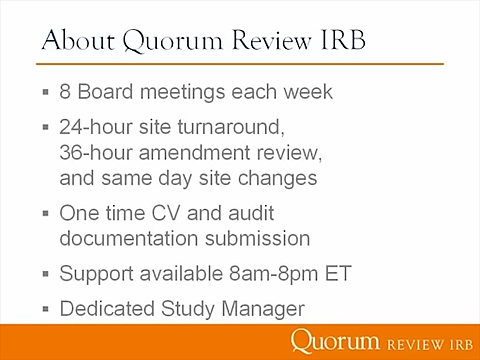 About Quorum Review IRB
▪ 8 Board meetings each week
▪ 24-hour site turnaround,
36-hour amendment review,
and same day site changes
▪ One time CV and audit
documentation submission
▪ Support available 8am-8pm ET
▪ Dedicated Study Manager
Quorum REVIEW IRB